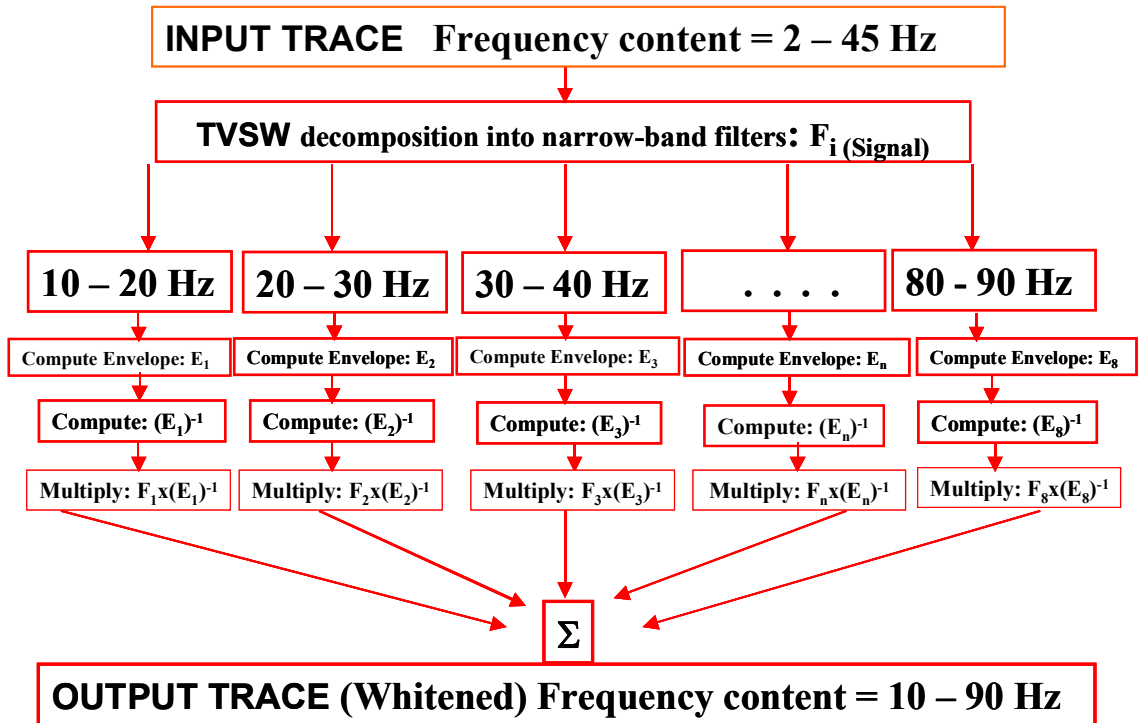 INPUT TRACE Frequency content = 2 – 45 Hz
TVSW decomposition into narrow-band filters: F i (Signal)
10 – 20 Hz
20 – 30 Hz
30 – 40 Hz
. . . .
80 - 90 Hz
Compute Envelope: E1
Compute Envelope: E2
Compute Envelope: E3
Compute Envelope: En
Compute Envelope: E8
Compute: (E1)-1
Compute: (E2)-1
Compute: (E3)-1
Compute: (En)-1
Compute: (E8)-1
Multiply: F1x(E1)-1
Multiply: F2x(E2)-1
Multiply: F3x(E3)-1
Multiply: Fnx(En)-1
Multiply: F8x(E8)-1
Σ
OUTPUT TRACE (Whitened) Frequency content = 10 – 90 Hz